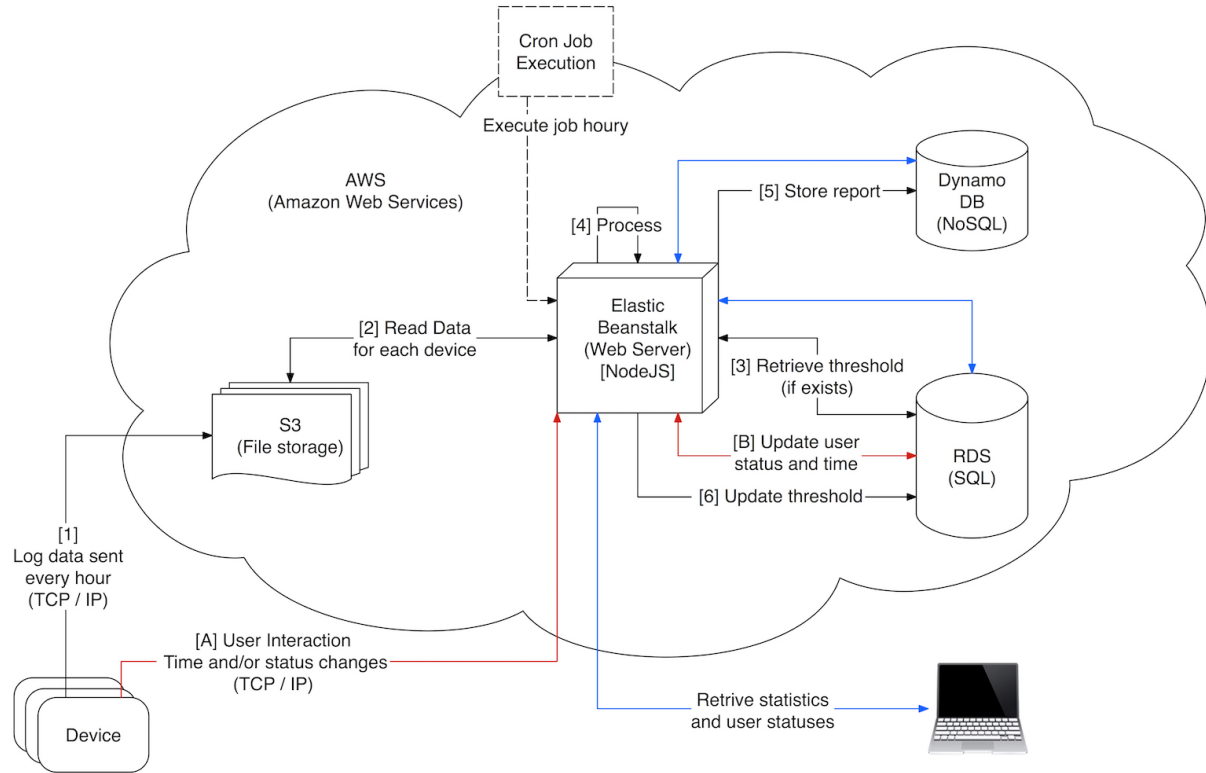 Cron Job
Execution
Execute job houry
AWS
(Amazon Web Services)
[4] Process
[5] Store report
Dynamo
DB
(NoSQL)
Elastic
Beanstalk
(Web Server)
[NodeJS]
[2] Read Data
for each device
[3] Retrieve threshold
(if exists)
S3
(File storage)
[B] Update user
status and time
RDS
(SQL)
[6] Update threshold
[1]
Log data sent
every hour
(TCP / IP)
[A] User Interaction
Time and/or status changes
(TCP / IP)
Retrive statistics
and user statuses
Device